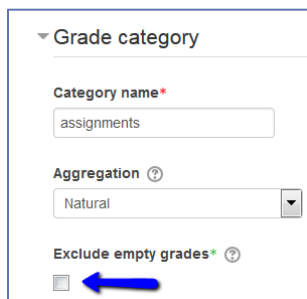 Grade category
Category name*
assignments
Aggregation
Natural
Exclude empty grades*